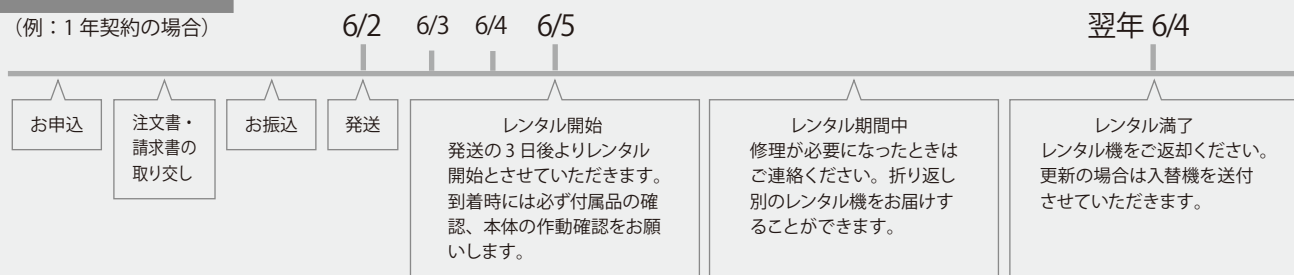 （例：1 年契約の場合）
6/2 6/3 6/4 6/5 翌年 6/4
お申込
注文書・
請求書の
取り交し
お振込
発送
レンタル開始
発送の 3 日後よりレンタル
開始とさせていただきます。
到着時には必ず付属品の確
認、本体の作動確認をお願
いします。
レンタル期間中
修理が必要になったときは
ご連絡ください。折り返し
別のレンタル機をお届けす
ることができます。
レンタル満了
レンタル機をご返却ください。
更新の場合は入替機を送付
させていただきます。